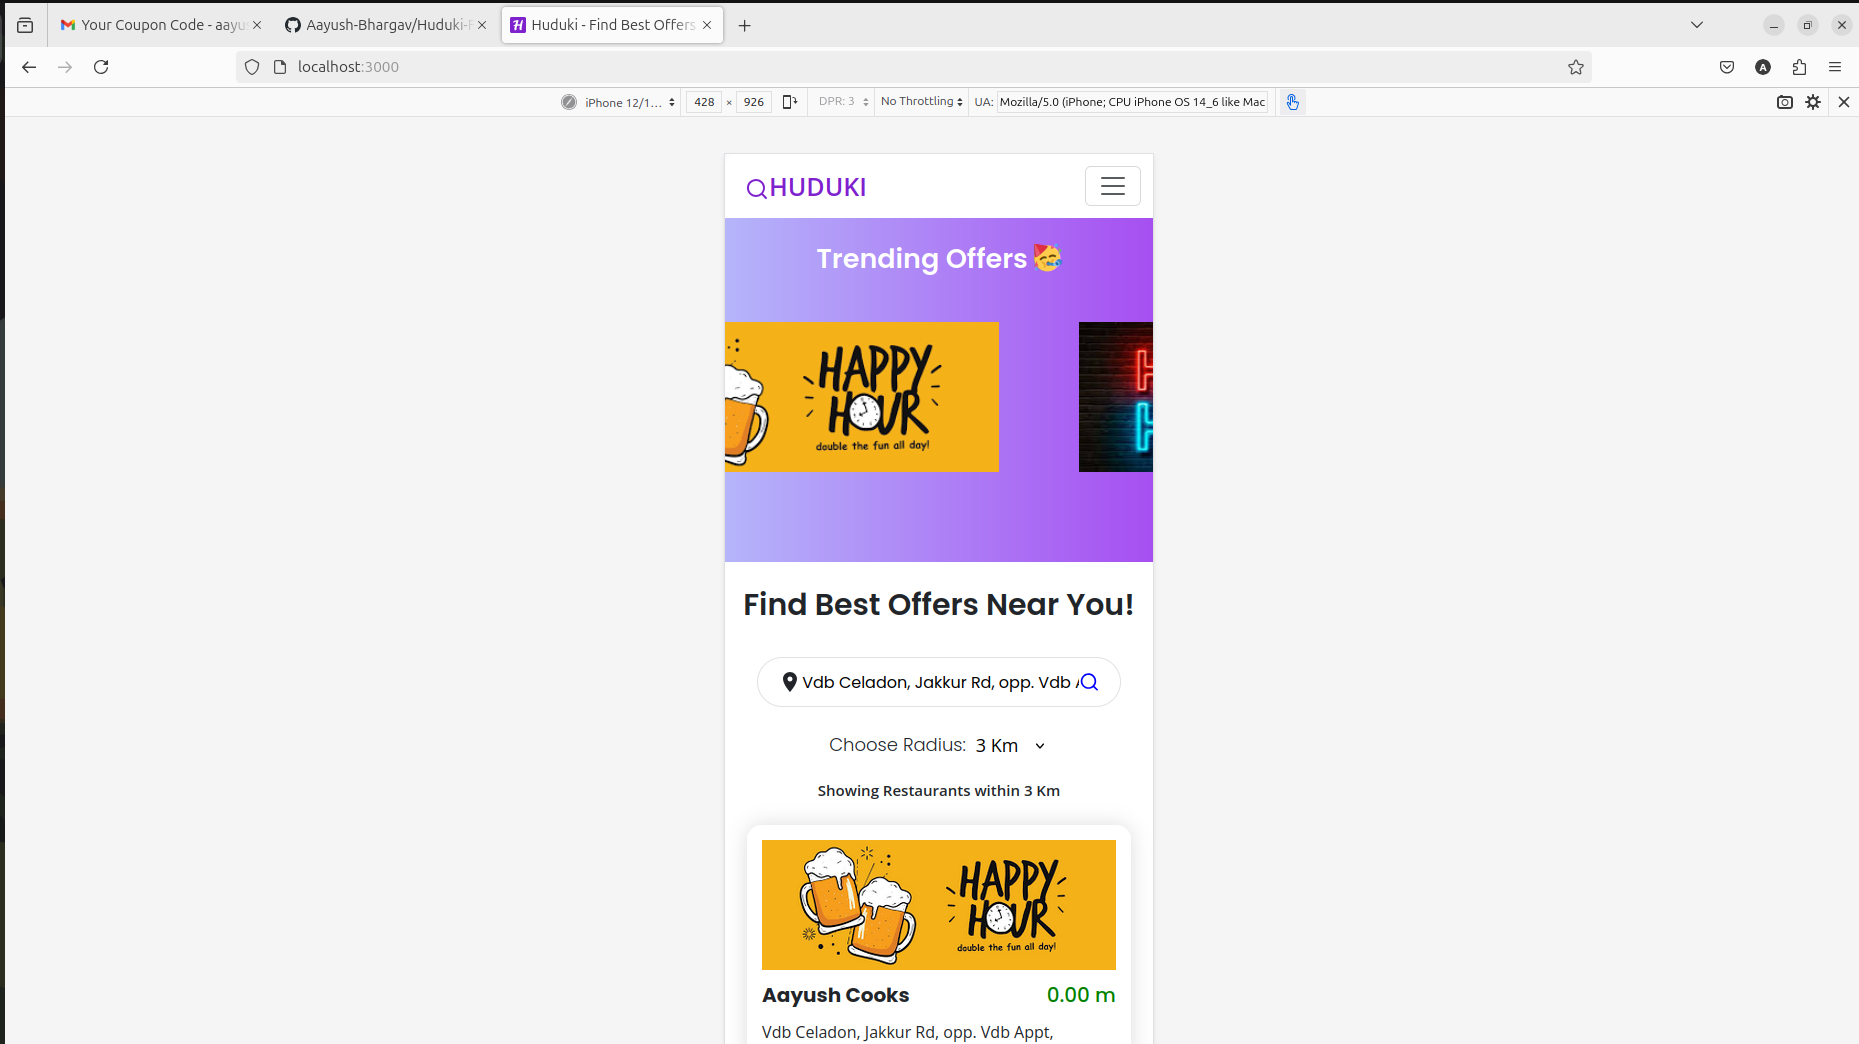 Your Coupon Code - aayus
Aayush-Bhargav/Huduki-F
Huduki - Find Best Offers
localhost:3000
A
iPhone 12/1... 428 × 926 DPR: 3 No Throttling UA: Mozilla/5.0 (iPhone; CPU iPhone OS 14_6 like Mac
HUDUKI
Trending Offers 🥳
HAPPY
HOUR
double the fun all day!
H
H
Find Best Offers Near You!
Vdb Celadon, Jakkur Rd, opp. Vdb A
Choose Radius: 3 Km
Showing Restaurants within 3 Km
HAPPY
HOUR
double the fun all day!
Aayush Cooks 0.00 m
Vdb Celadon, Jakkur Rd, opp. Vdb Appt,